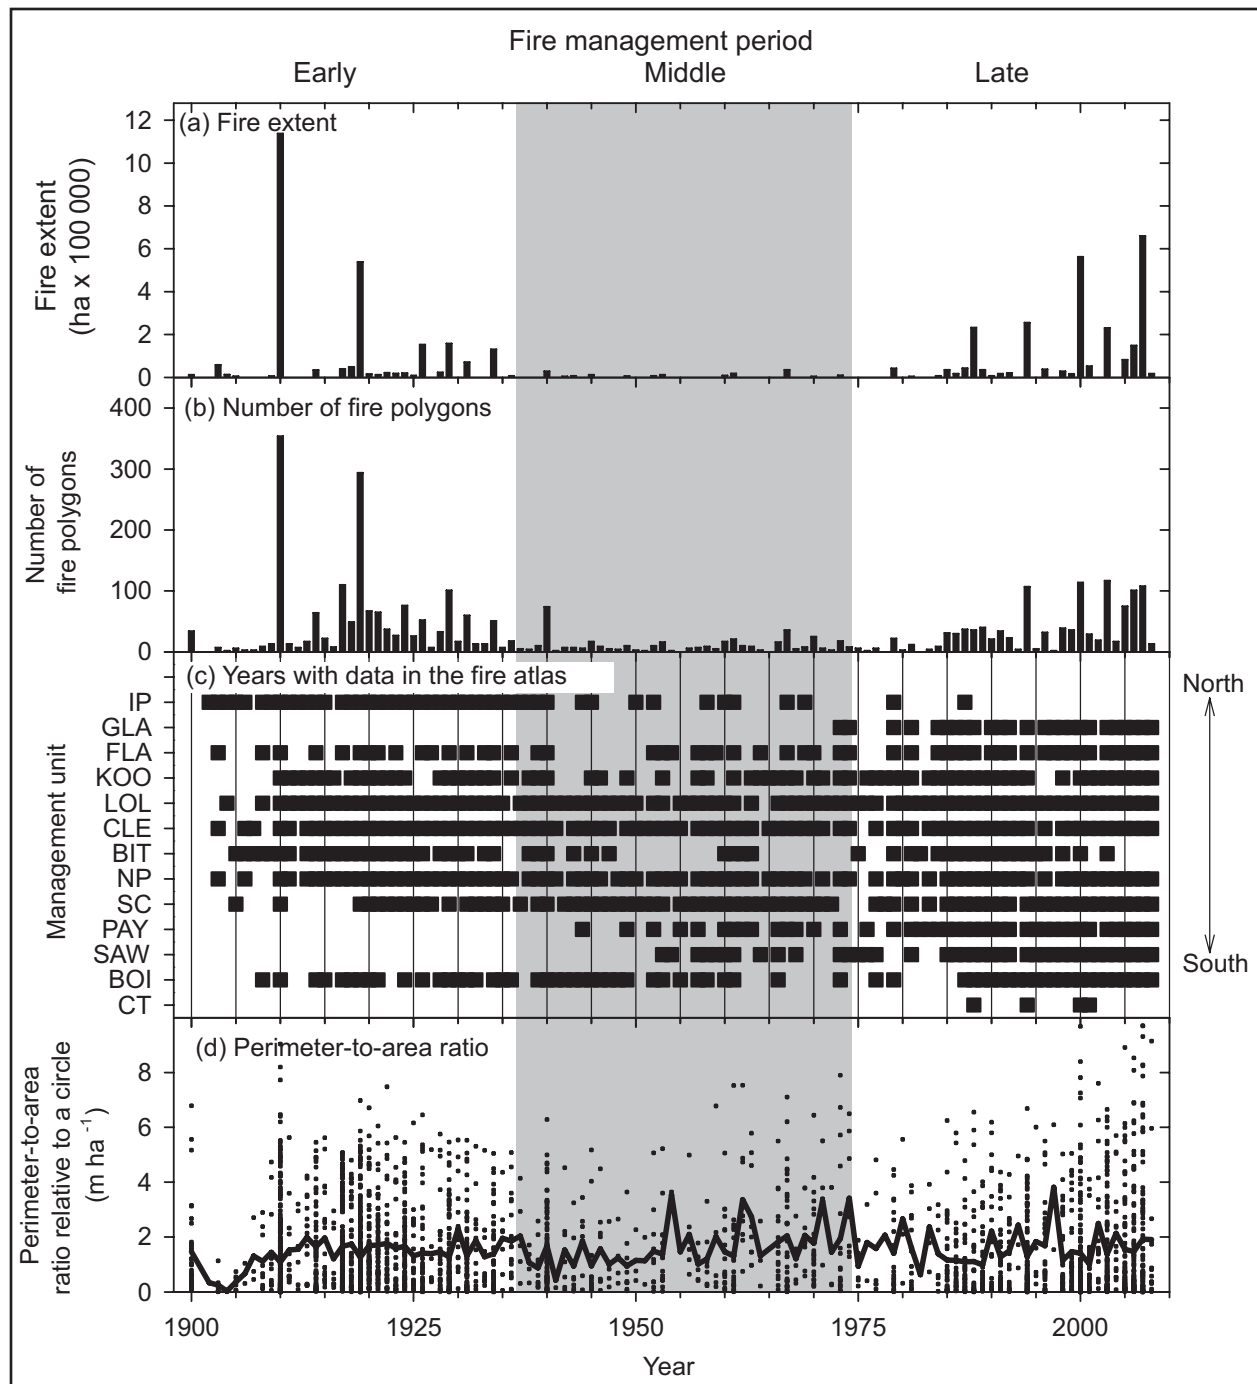 Fire management period
Early Middle Late
(a) Fire extent
Fire extent
(ha x 100 000)
12
10
8
6
4
2
0
(b) Number of fire polygons
Number of
fire polygons
400
300
200
100
0
(c) Years with data in the fire atlas
Management unit
IP
GLA
FLA
KOO
LOL
CLE
BIT
NP
SC
PAY
SAW
BOI
CT
North
South
(d) Perimeter-to-area ratio
Perimeter-to-area
ratio relative to a circle
(m ha -1)
8
6
4
2
0
1900 1925 1950 1975 2000
Year